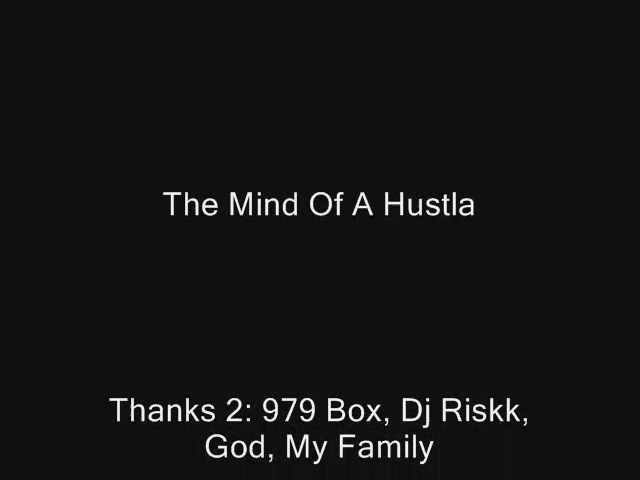 The Mind Of A Hustla
Thanks 2: 979 Box, Dj Riskk,
God, My Family